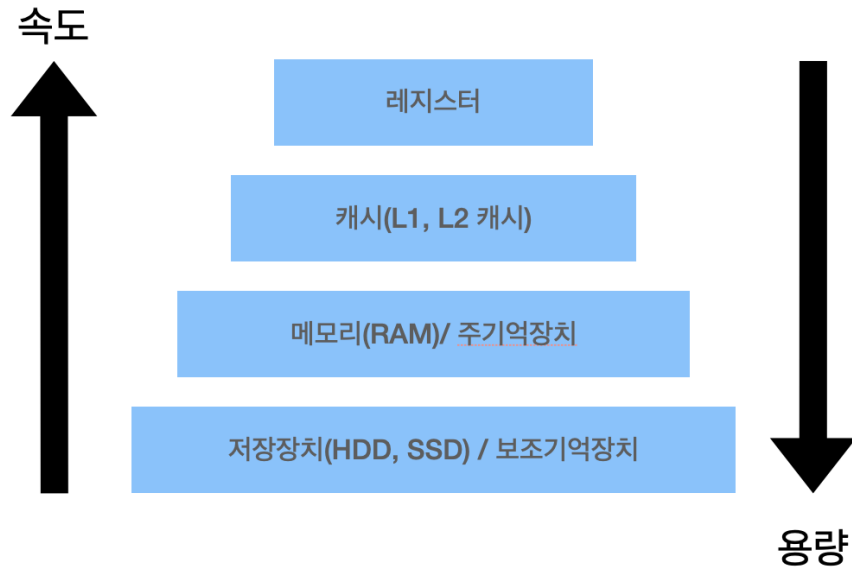 속도
레지스터
캐시(L1, L2 캐시)
메모리(RAM)/ 주기억장치
저장장치(HDD, SSD) / 보조기억장치
용량